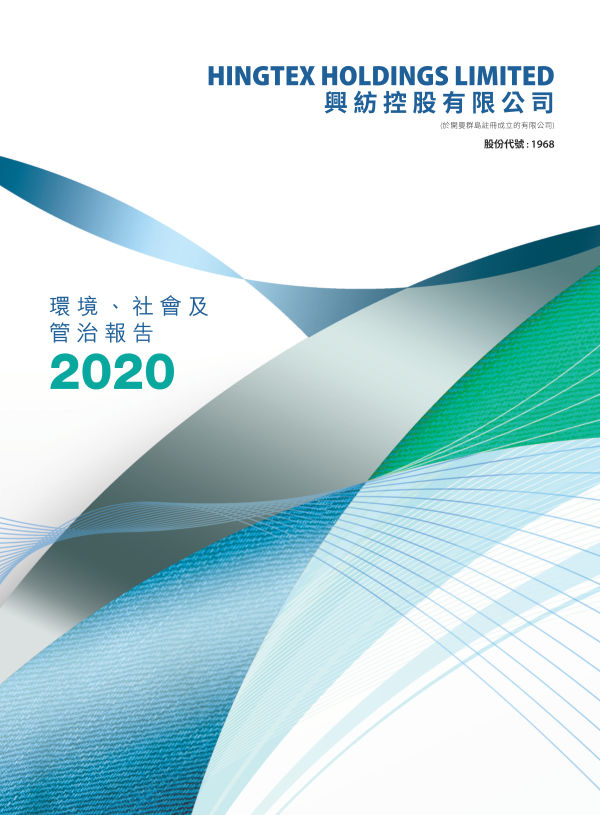 HINGTEX HOLDINGS LIMITED
興紡控股有限公司
(於開曼群島註冊成立的有限公司)
股份代號 : 1968
環境、社會及
管治報告
2020